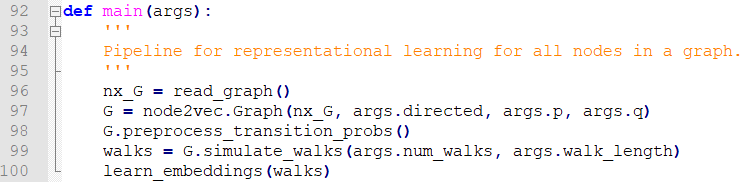 92 def main(args):
93     '''
94     Pipeline for representational learning for all nodes in a graph.
95     '''
96     nx_G = read_graph()
97     G = node2vec.Graph(nx_G, args.directed, args.p, args.q)
98     G.preprocess_transition_probs()
99     walks = G.simulate_walks(args.num_walks, args.walk_length)
100     learn_embeddings(walks)